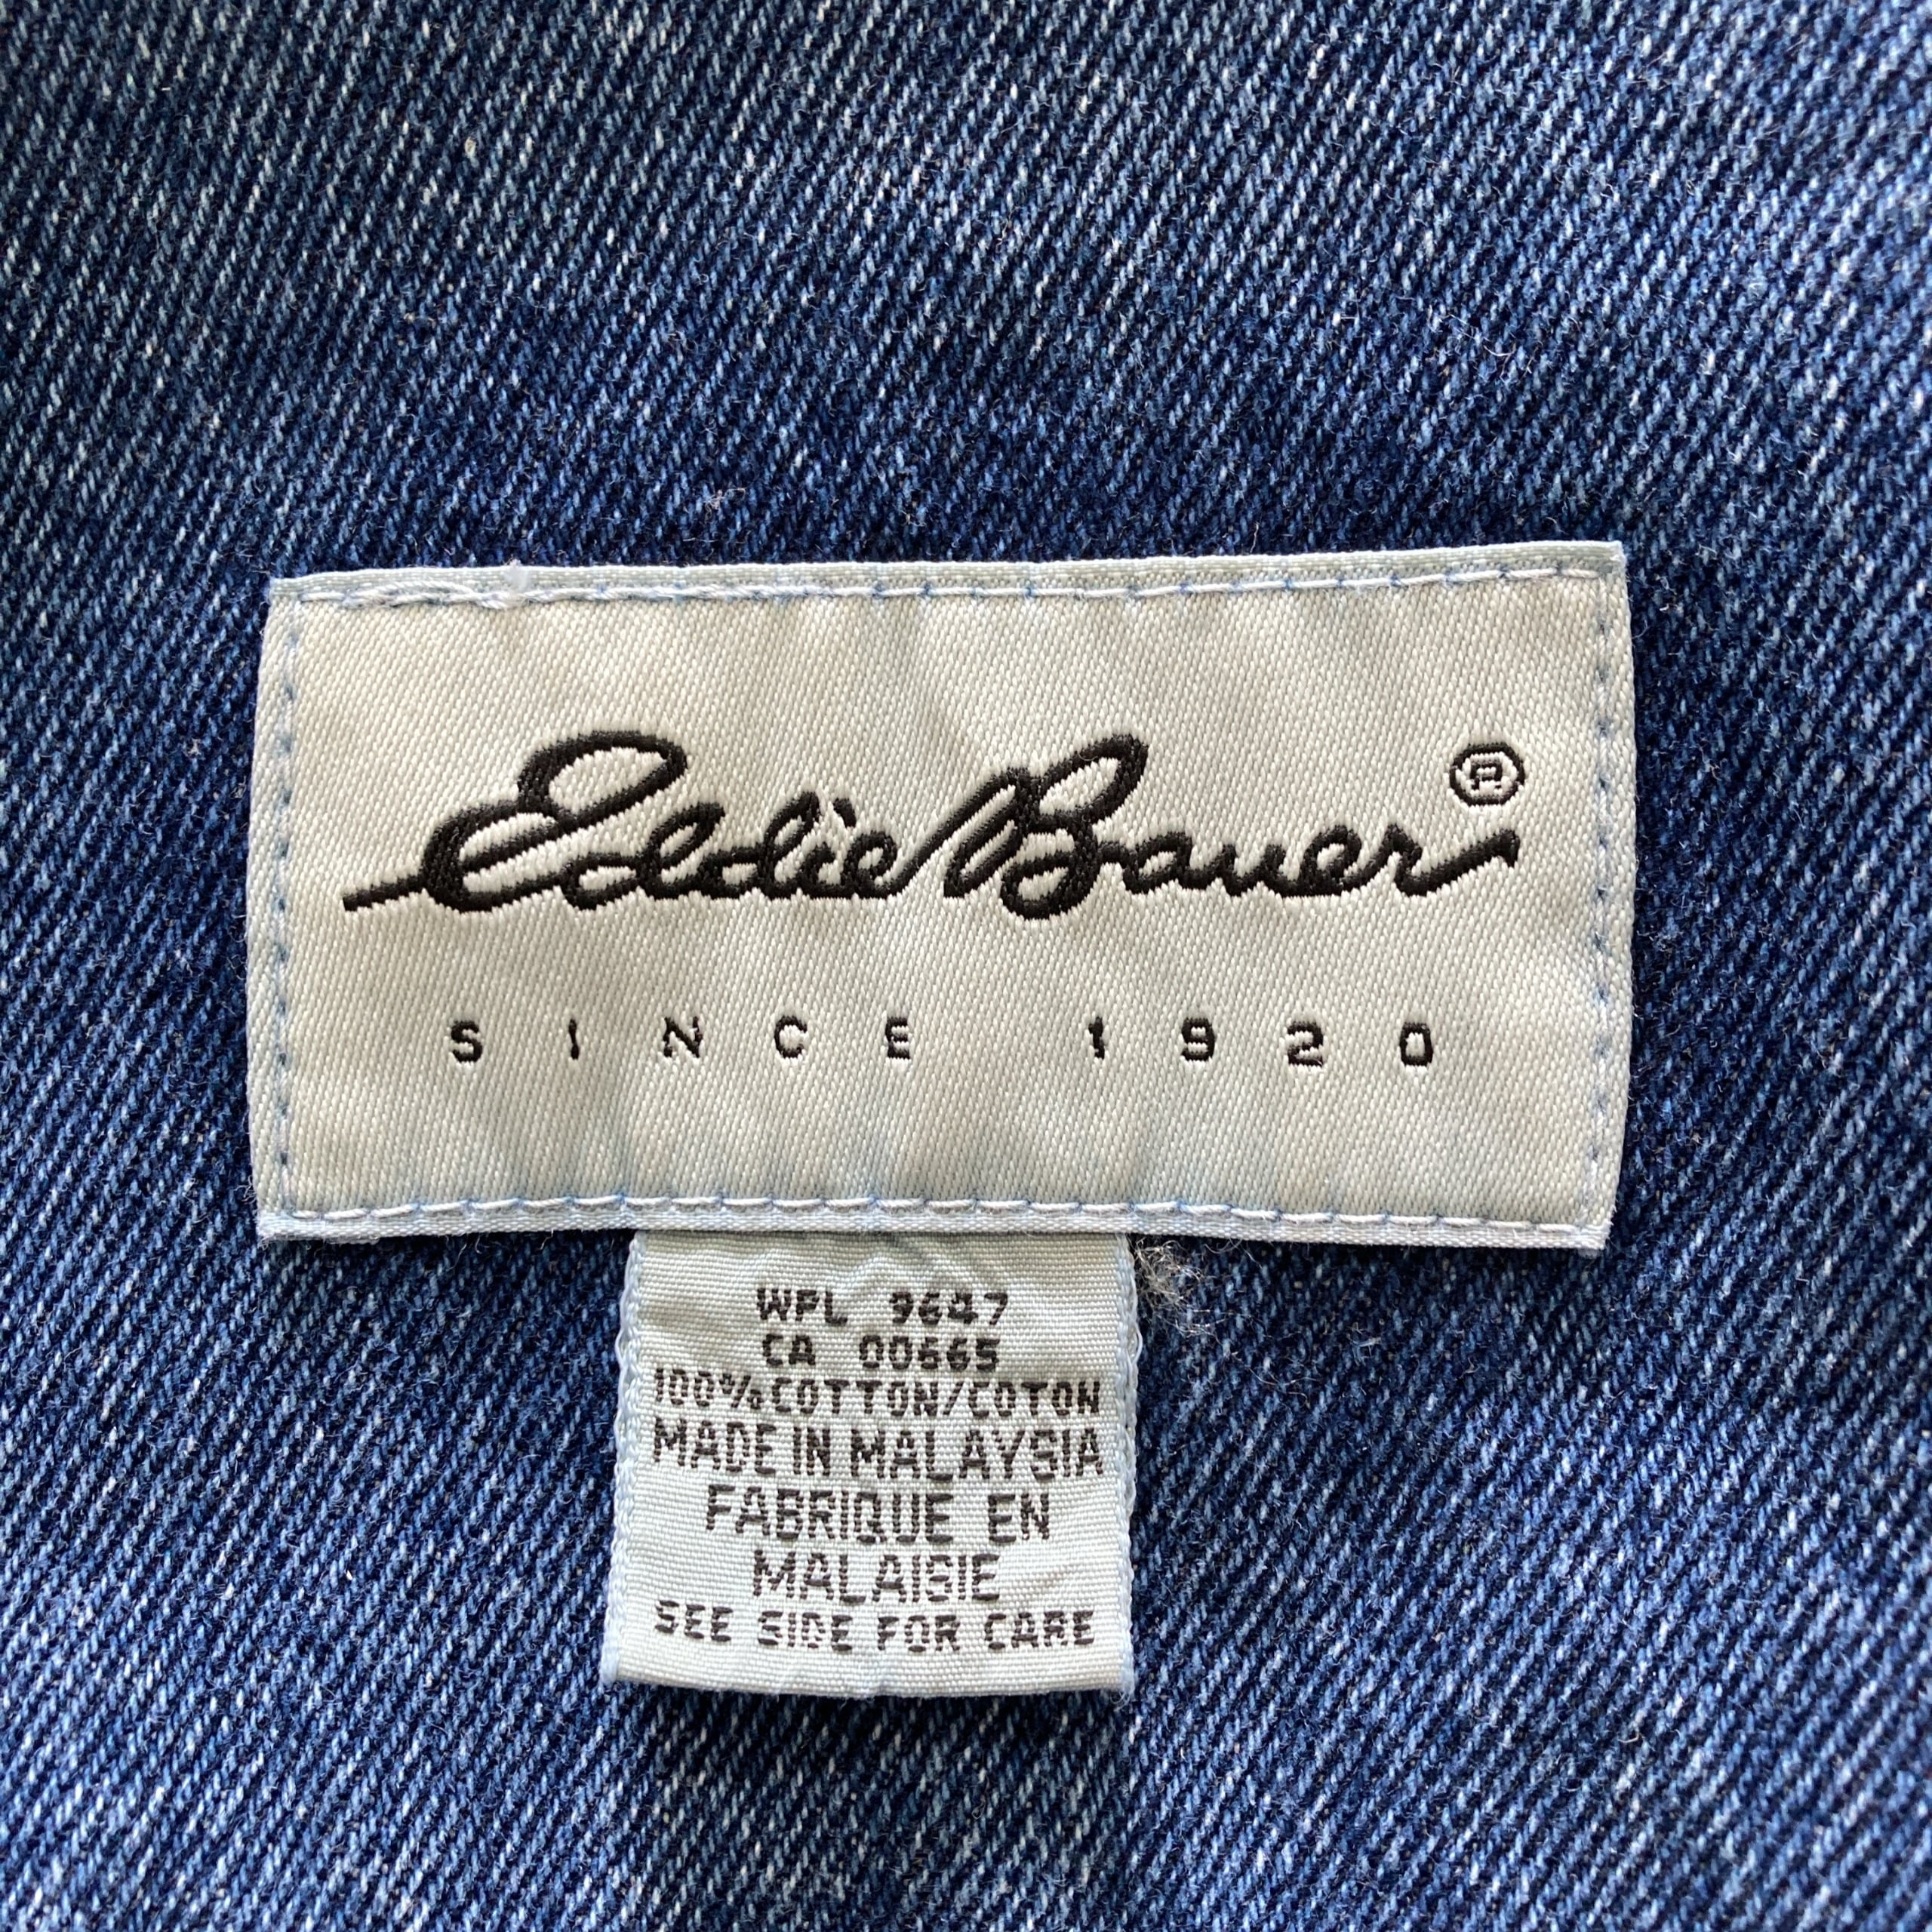 Eddie Bauer ®
SINCE 1920
WPL 9647
CA 00665
100% COTTON/COTON
MADE IN MALAYSIA
FABRIQUE EN
MALAISIE
SEE SIDE FOR CARE